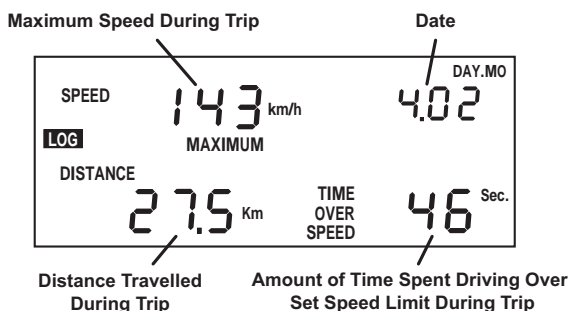 Maximum Speed During Trip
Date
DAY.MO
SPEED
143 km/h
4.02
LOG
MAXIMUM
DISTANCE
27.5 Km
TIME
OVER
SPEED
46 Sec.
Distance Travelled
During Trip
Amount of Time Spent Driving Over
Set Speed Limit During Trip